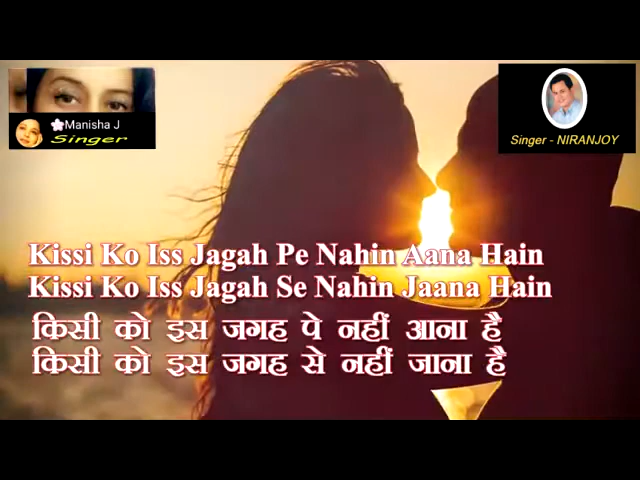 Manisha J
Singer
Singer - NIRANJOY
Kissi Ko Iss Jagah Pe Nahin Aana Hain
Kissi Ko Iss Jagah Se Nahin Jaana Hain
किसी को इस जगह पे नहीं आना है
किसी को इस जगह से नहीं जाना है